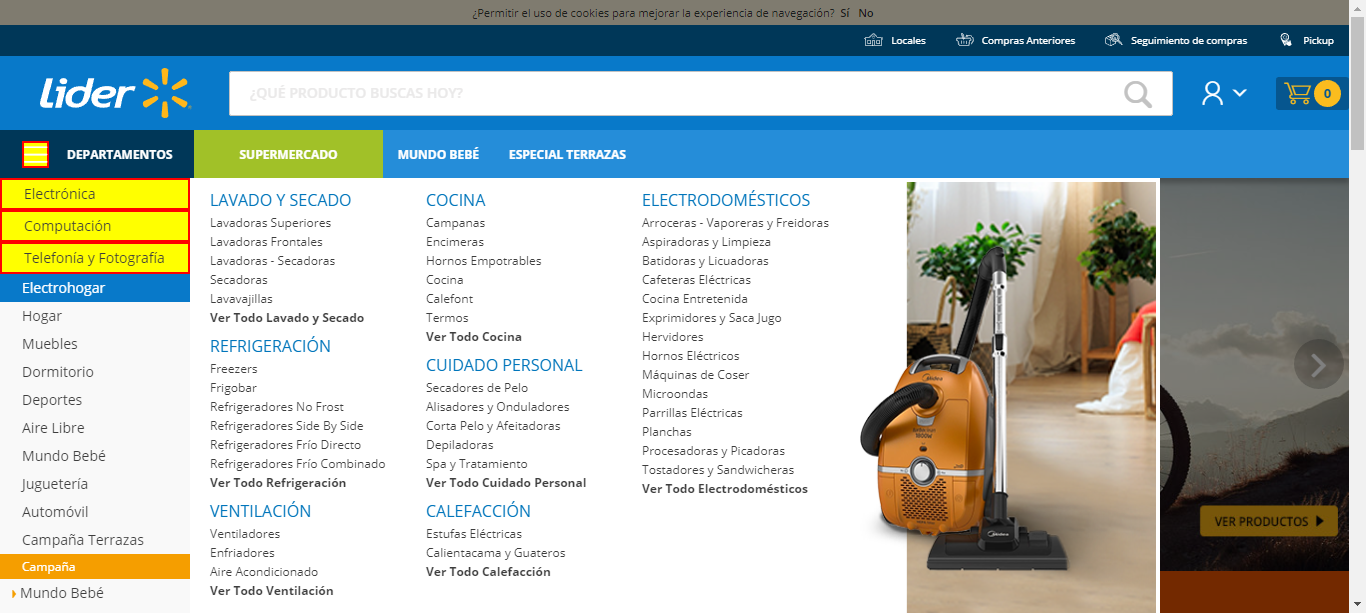 ¿Permitir el uso de cookies para mejorar la experiencia de navegación? Sí No
Locales
Compras Anteriores
Seguimiento de compras
Pickup
lider
¿QUÉ PRODUCTO BUSCAS HOY?
0
DEPARTAMENTOS
SUPERMERCADO
MUNDO BEBÉ
ESPECIAL TERRAZAS
Electrónica
Computación
Telefonía y Fotografía
Electrohogar
Hogar
Muebles
Dormitorio
Deportes
Aire Libre
Mundo Bebé
Juguetería
Automóvil
Campaña Terrazas
Campaña
Mundo Bebé
LAVADO Y SECADO
Lavadoras Superiores
Lavadoras Frontales
Lavadoras - Secadoras
Secadoras
Lavavajillas
Ver Todo Lavado y Secado
REFRIGERACIÓN
Freezers
Frigobar
Refrigeradores No Frost
Refrigeradores Side By Side
Refrigeradores Frío Directo
Refrigeradores Frío Combinado
Ver Todo Refrigeración
VENTILACIÓN
Ventiladores
Enfriadores
Aire Acondicionado
Ver Todo Ventilación
COCINA
Campanas
Encimeras
Hornos Empotrables
Cocina
Calefont
Termos
Ver Todo Cocina
CUIDADO PERSONAL
Secadores de Pelo
Alisadores y Onduladores
Corta Pelo y Afeitadoras
Depiladoras
Spa y Tratamiento
Ver Todo Cuidado Personal
CALEFACCIÓN
Estufas Eléctricas
Calientacama y Guateros
Ver Todo Calefacción
ELECTRODOMÉSTICOS
Arroceras - Vaporeras y Freidoras
Aspiradoras y Limpieza
Batidoras y Licuadoras
Cafeteras Eléctricas
Cocina Entretenida
Exprimidores y Saca Jugo
Hervidores
Hornos Eléctricos
Máquinas de Coser
Microondas
Parrillas Eléctricas
Planchas
Procesadoras y Picadoras
Tostadores y Sandwicheras
Ver Todo Electrodomésticos
Midea
1800W
Midea
VER PRODUCTOS